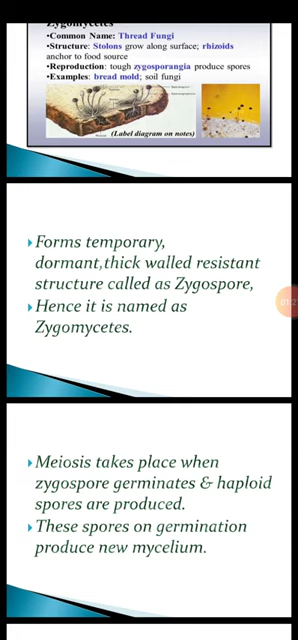 Zygomycetes
•Common Name: Thread Fungi
•Structure: Stolons grow along surface; rhizoids
anchor to food source
•Reproduction: tough zygosporangia produce spores
•Examples: bread mold; soil fungi
(Label diagram on notes)
Forms temporary,
dormant,thick walled resistant
structure called as Zygospore,
Hence it is named as
Zygomycetes.
Meiosis takes place when
zygospore germinates & haploid
spores are produced.
These spores on germination
produce new mycelium.